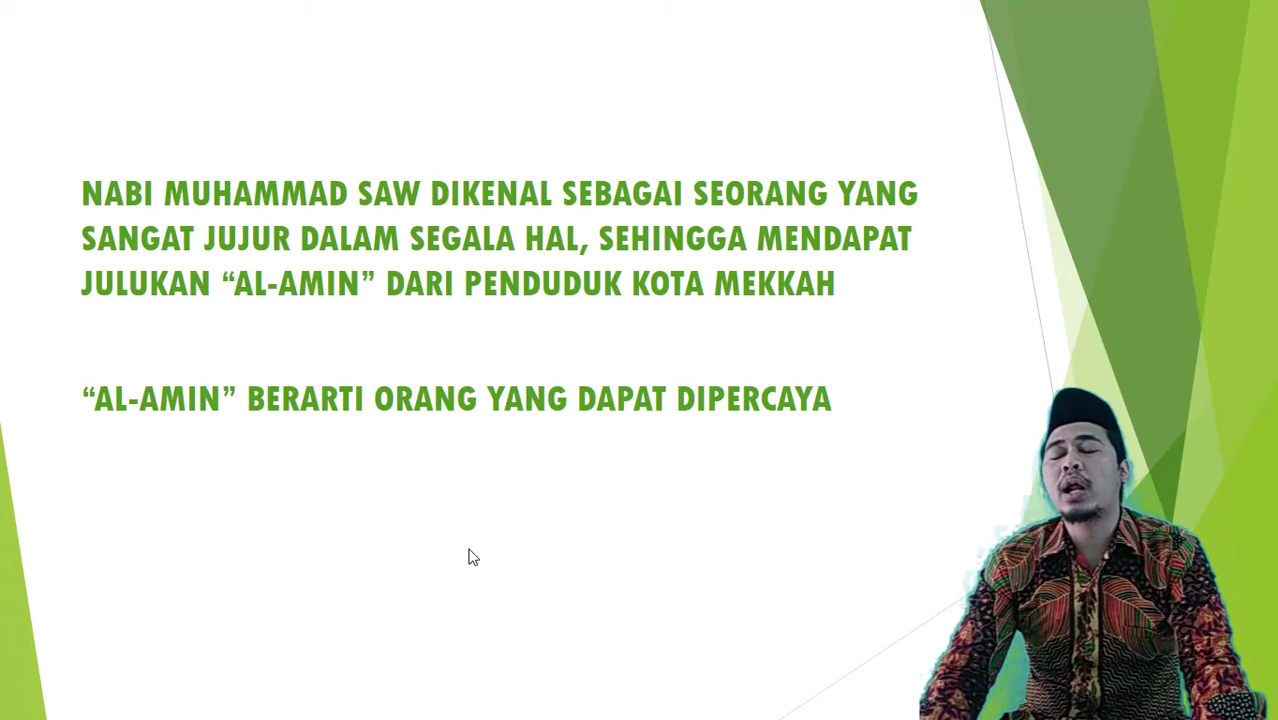 NABI MUHAMMAD SAW DIKENAL SEBAGAI SEORANG YANG
SANGAT JUJUR DALAM SEGALA HAL, SEHINGGA MENDAPAT
JULUKAN “AL-AMIN” DARI PENDUDUK KOTA MEKKAH
“AL-AMIN” BERARTI ORANG YANG DAPAT DIPERCAYA